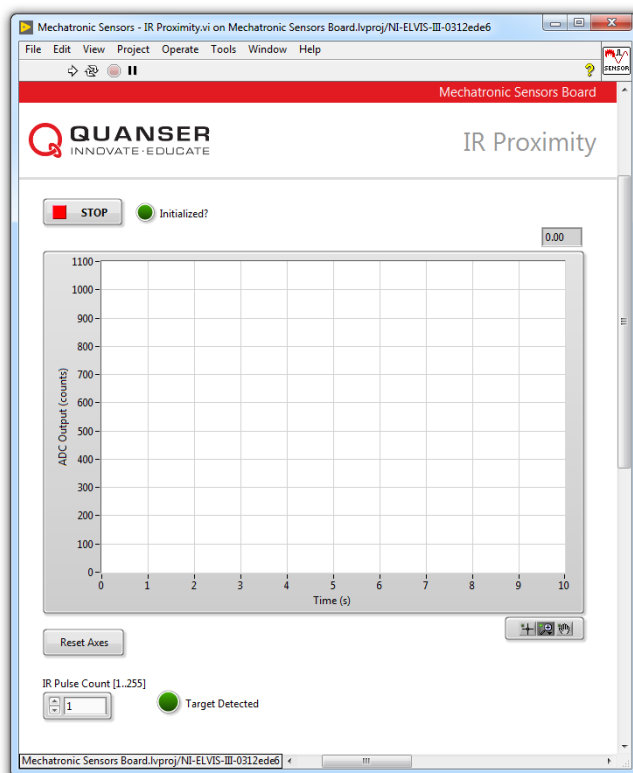 Mechatronic Sensors - IR Proximity.vi on Mechatronic Sensors Board.lvproj/NI-ELVIS-III-0312ede6
File Edit View Project Operate Tools Window Help
SENSOR
Mechatronic Sensors Board
QUANSER
INNOVATE·EDUCATE
IR Proximity
STOP
Initialized?
0.00
1100
1000
900
800
700
600
500
400
300
200
100
0
ADC Output (counts)
0 1 2 3 4 5 6 7 8 9 10
Time (s)
Reset Axes
IR Pulse Count [1..255]
1
Target Detected
Mechatronic Sensors Board.lvproj/NI-ELVIS-III-0312ede6